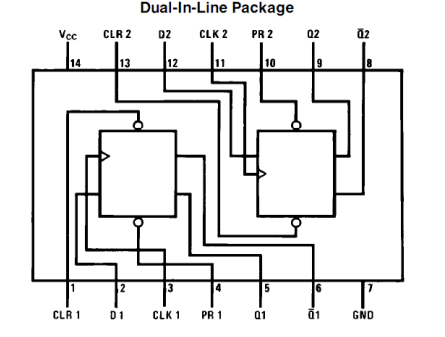 Dual-In-Line Package
VCC CLR 2 D2 CLK 2 PR 2 Q2 Q̅2
14 13 12 11 10 9 8
1 2 3 4 5 6 7
CLR 1 D1 CLK 1 PR 1 Q1 Q̅1 GND